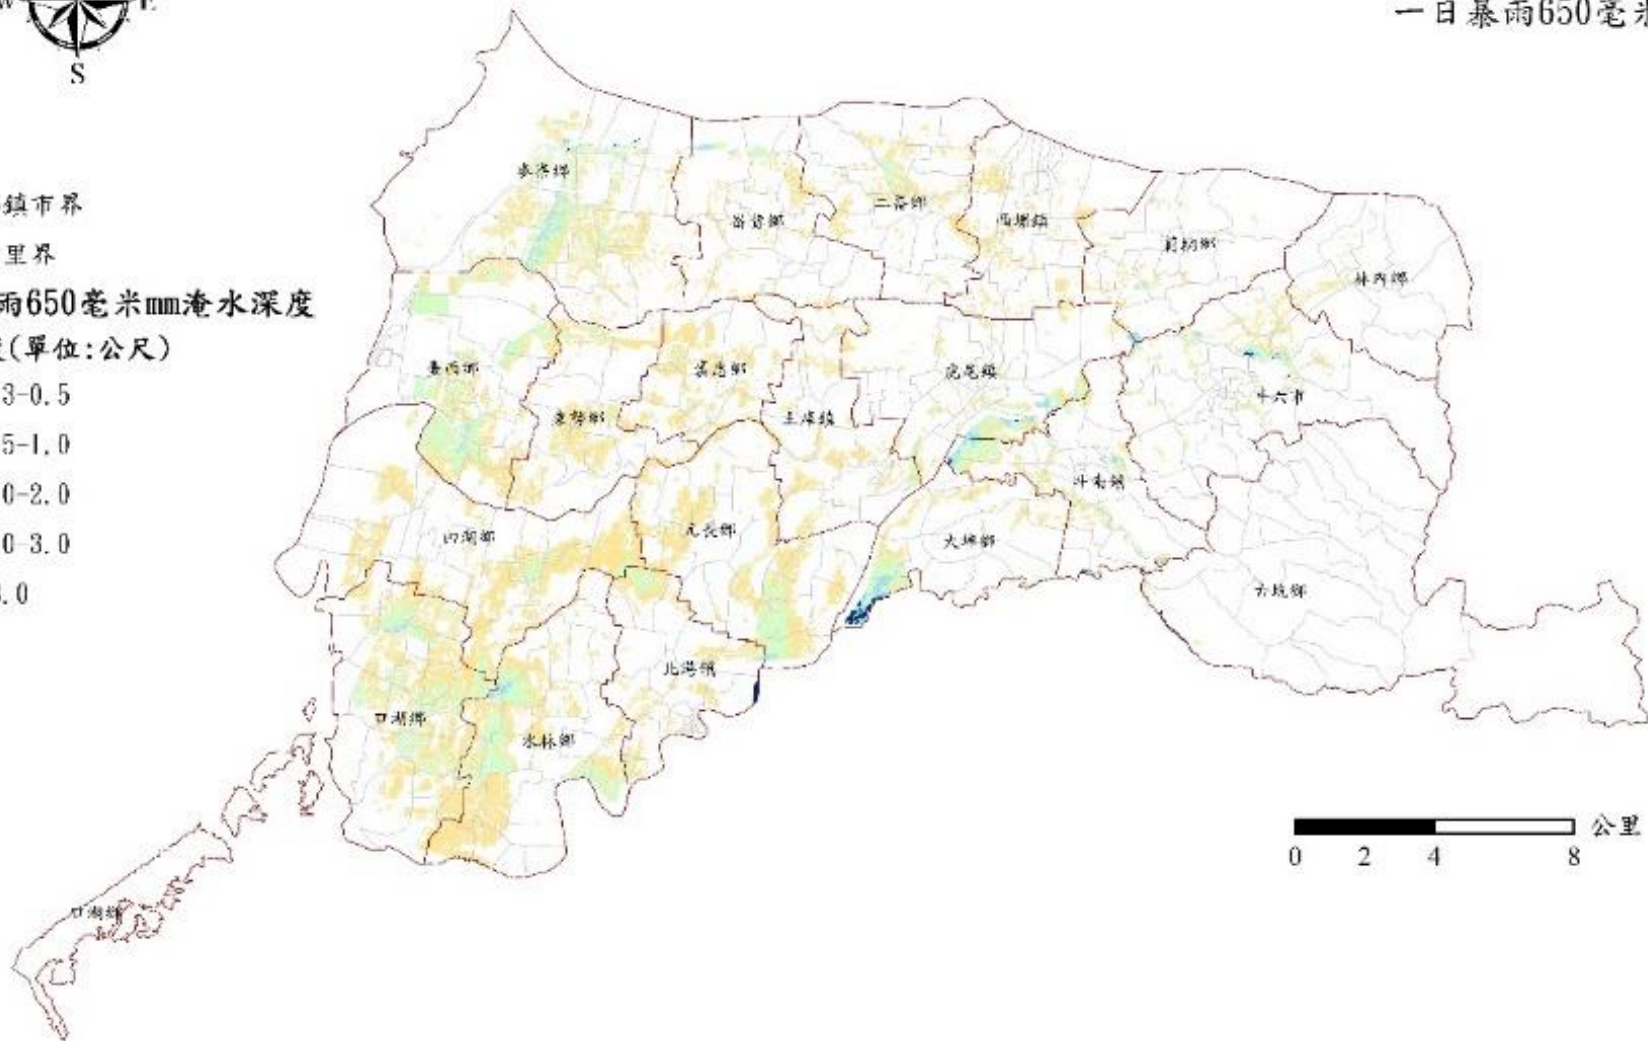 S
E
一日暴雨650毫米
鎮市界
里界
雨650毫米mm淹水深度
(單位:公尺)
3-0.5
5-1.0
0-2.0
0-3.0
3.0
麥寮鄉
崙背鄉
二崙鄉
西螺鎮
莿桐鄉
林內鄉
臺西鄉
東勢鄉
褒忠鄉
土庫鎮
虎尾鎮
斗六市
斗南鎮
四湖鄉
元長鄉
大埤鄉
古坑鄉
北港鎮
口湖鄉
水林鄉
口湖鄉
公里
0 2 4 8